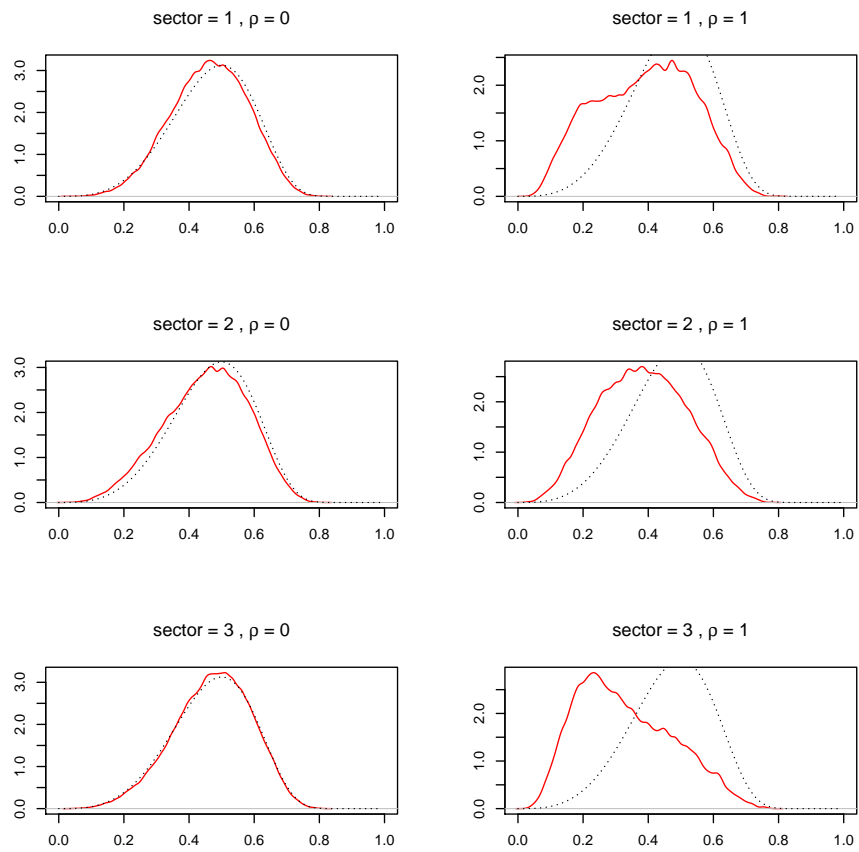 sector = 1 , ρ = 0
3.0
2.0
1.0
0.0
0.0 0.2 0.4 0.6 0.8 1.0
sector = 1 , ρ = 1
2.0
1.0
0.0
0.0 0.2 0.4 0.6 0.8 1.0
sector = 2 , ρ = 0
3.0
2.0
1.0
0.0
0.0 0.2 0.4 0.6 0.8 1.0
sector = 2 , ρ = 1
2.0
1.0
0.0
0.0 0.2 0.4 0.6 0.8 1.0
sector = 3 , ρ = 0
3.0
2.0
1.0
0.0
0.0 0.2 0.4 0.6 0.8 1.0
sector = 3 , ρ = 1
2.0
1.0
0.0
0.0 0.2 0.4 0.6 0.8 1.0